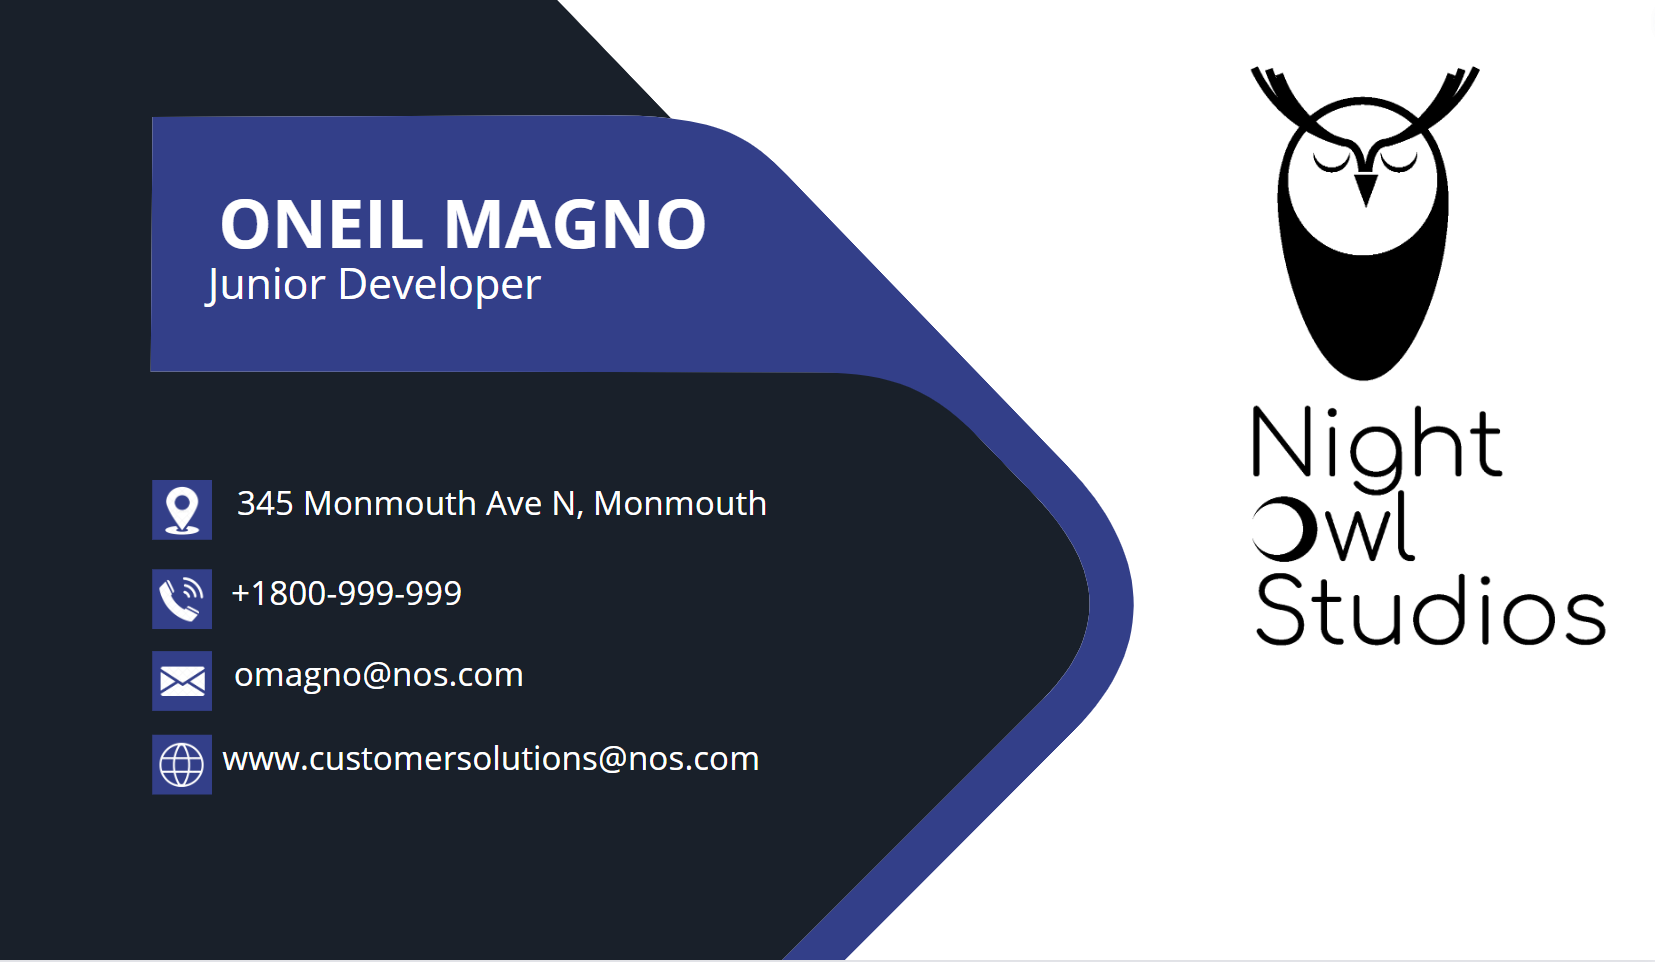 ONEIL MAGNO
Junior Developer
345 Monmouth Ave N, Monmouth
+1800-999-999
omagno@nos.com
www.customersolutions@nos.com
Night
Owl
Studios